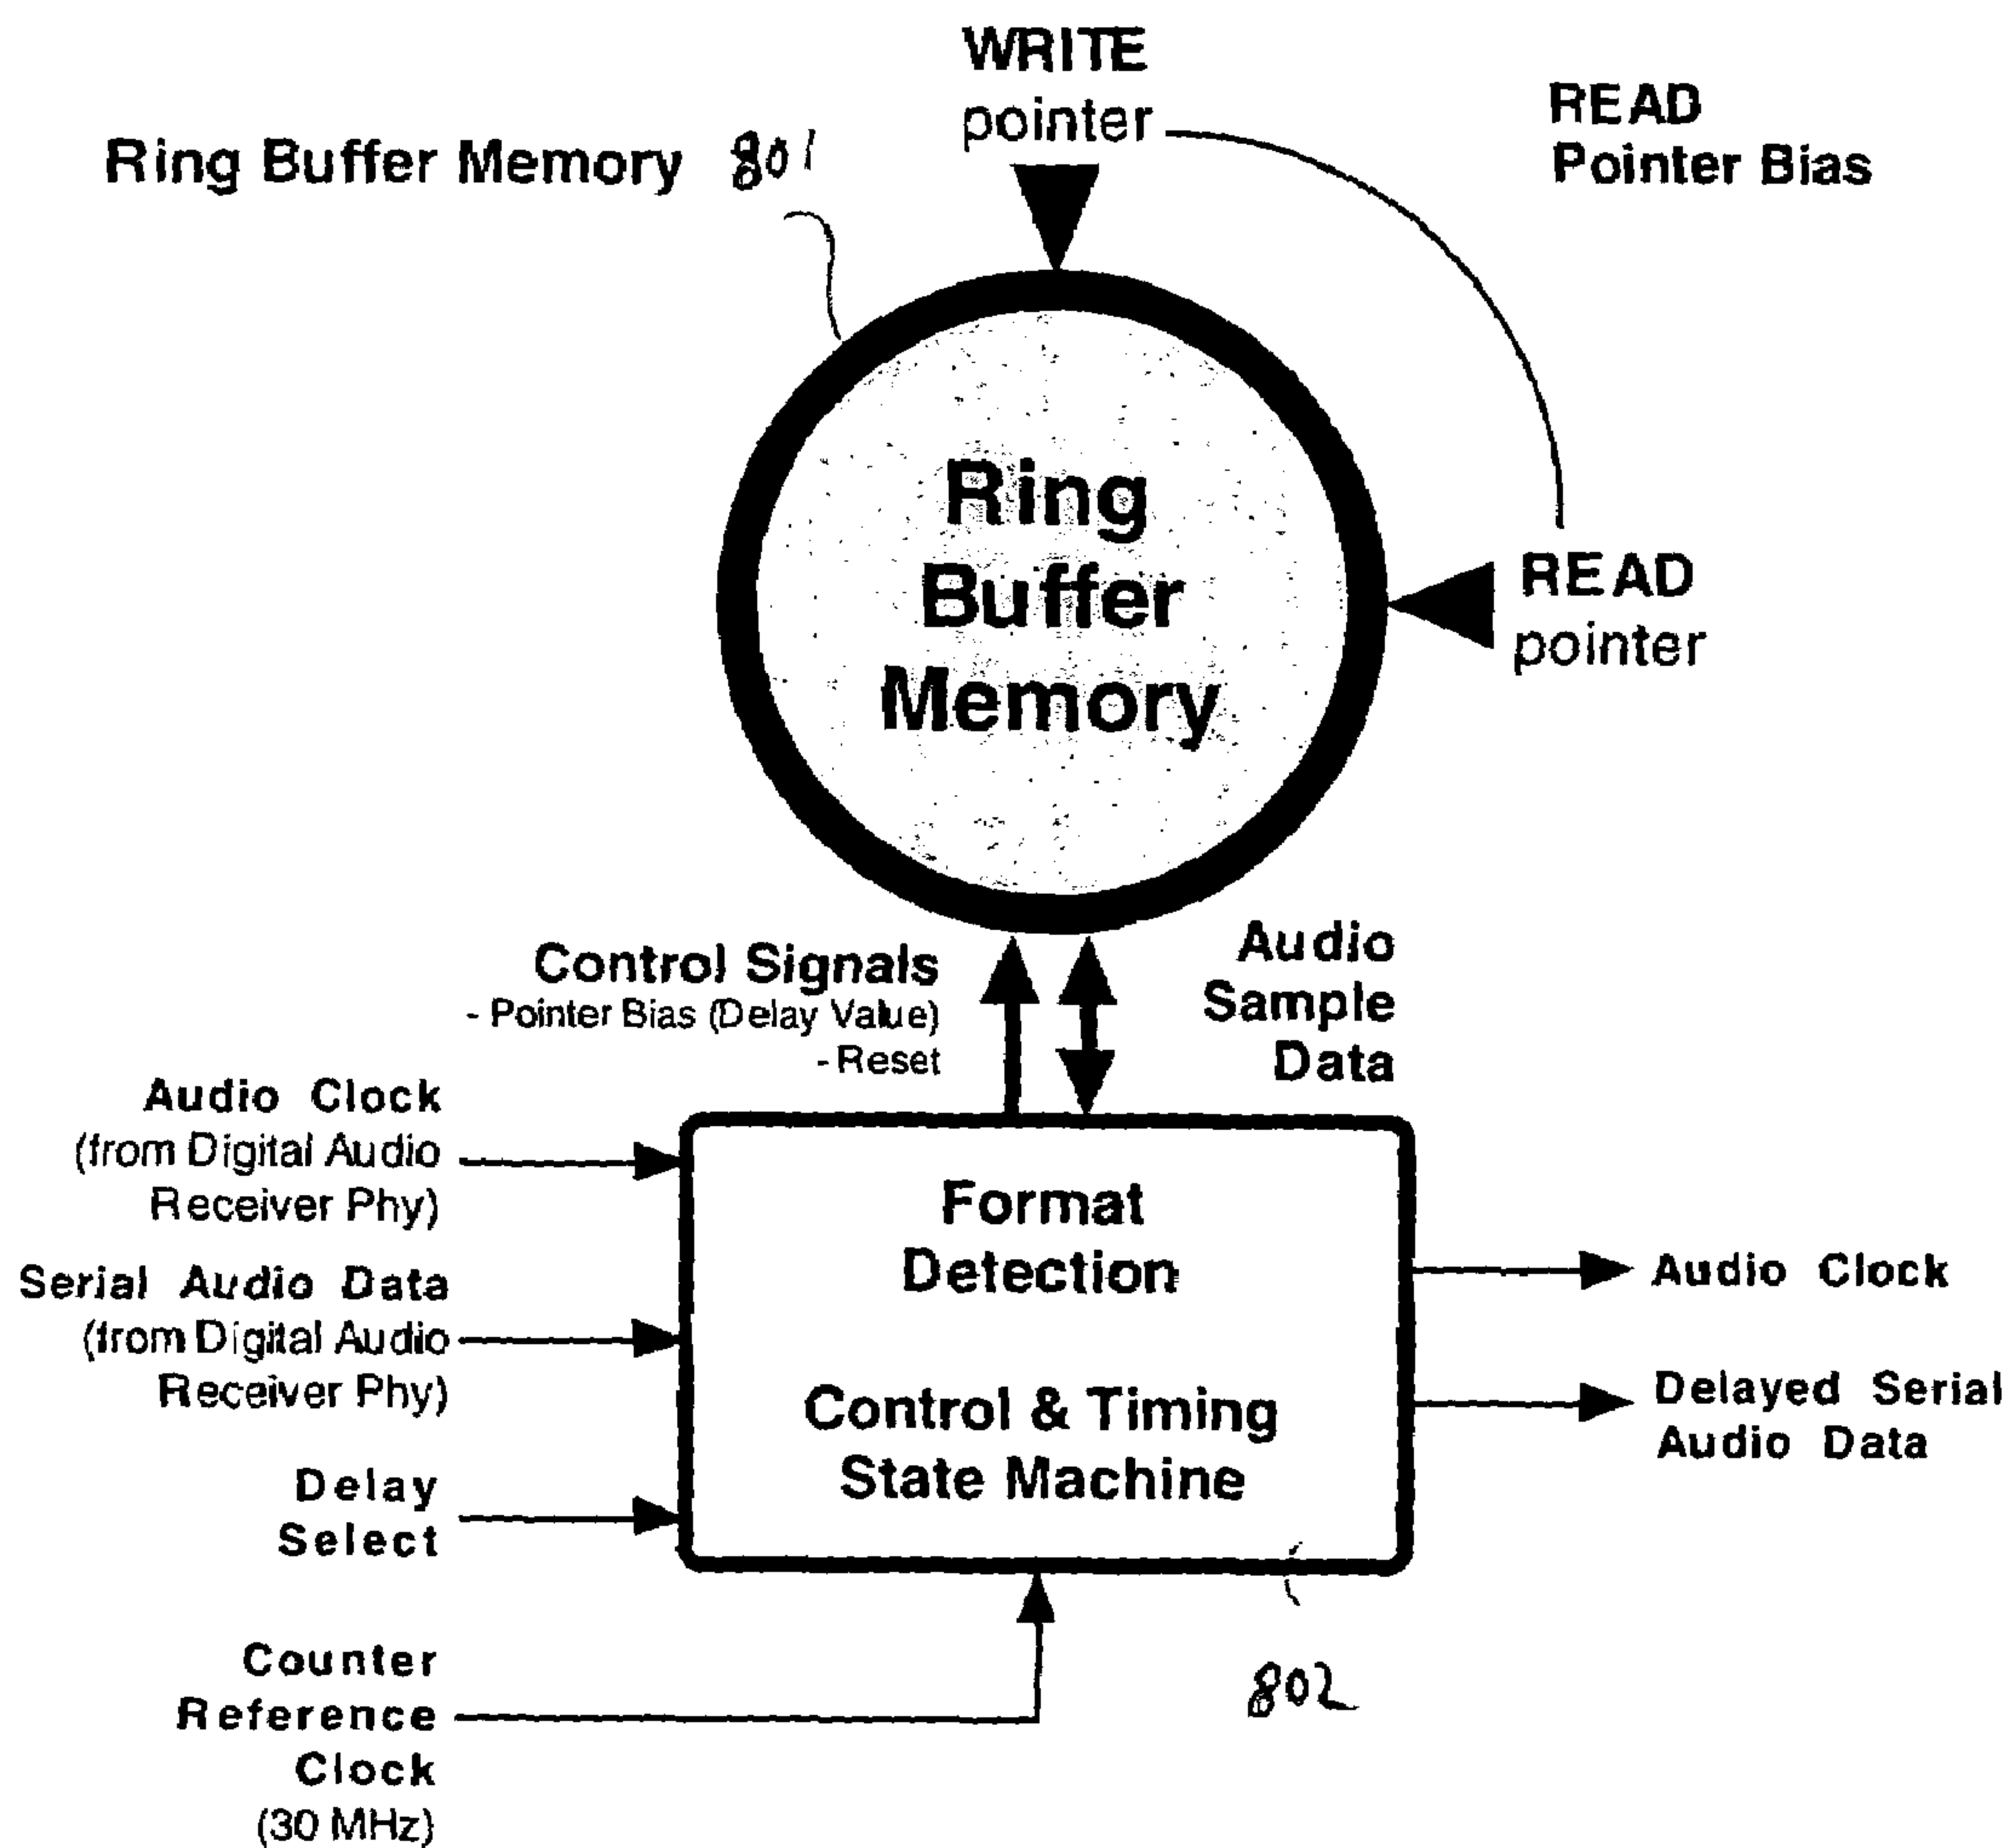 WRITE
pointer
READ
Pointer Bias
Ring Buffer Memory 801
Ring
Buffer
Memory
READ
pointer
Control Signals
- Pointer Bias (Delay Value)
- Reset
Audio
Sample
Data
Audio Clock
(from Digital Audio
Receiver Phy)
Serial Audio Data
(from Digital Audio
Receiver Phy)
Delay
Select
Counter
Reference
Clock
(30 MHz)
Format
Detection
Control & Timing
State Machine
802
Audio Clock
Delayed Serial
Audio Data